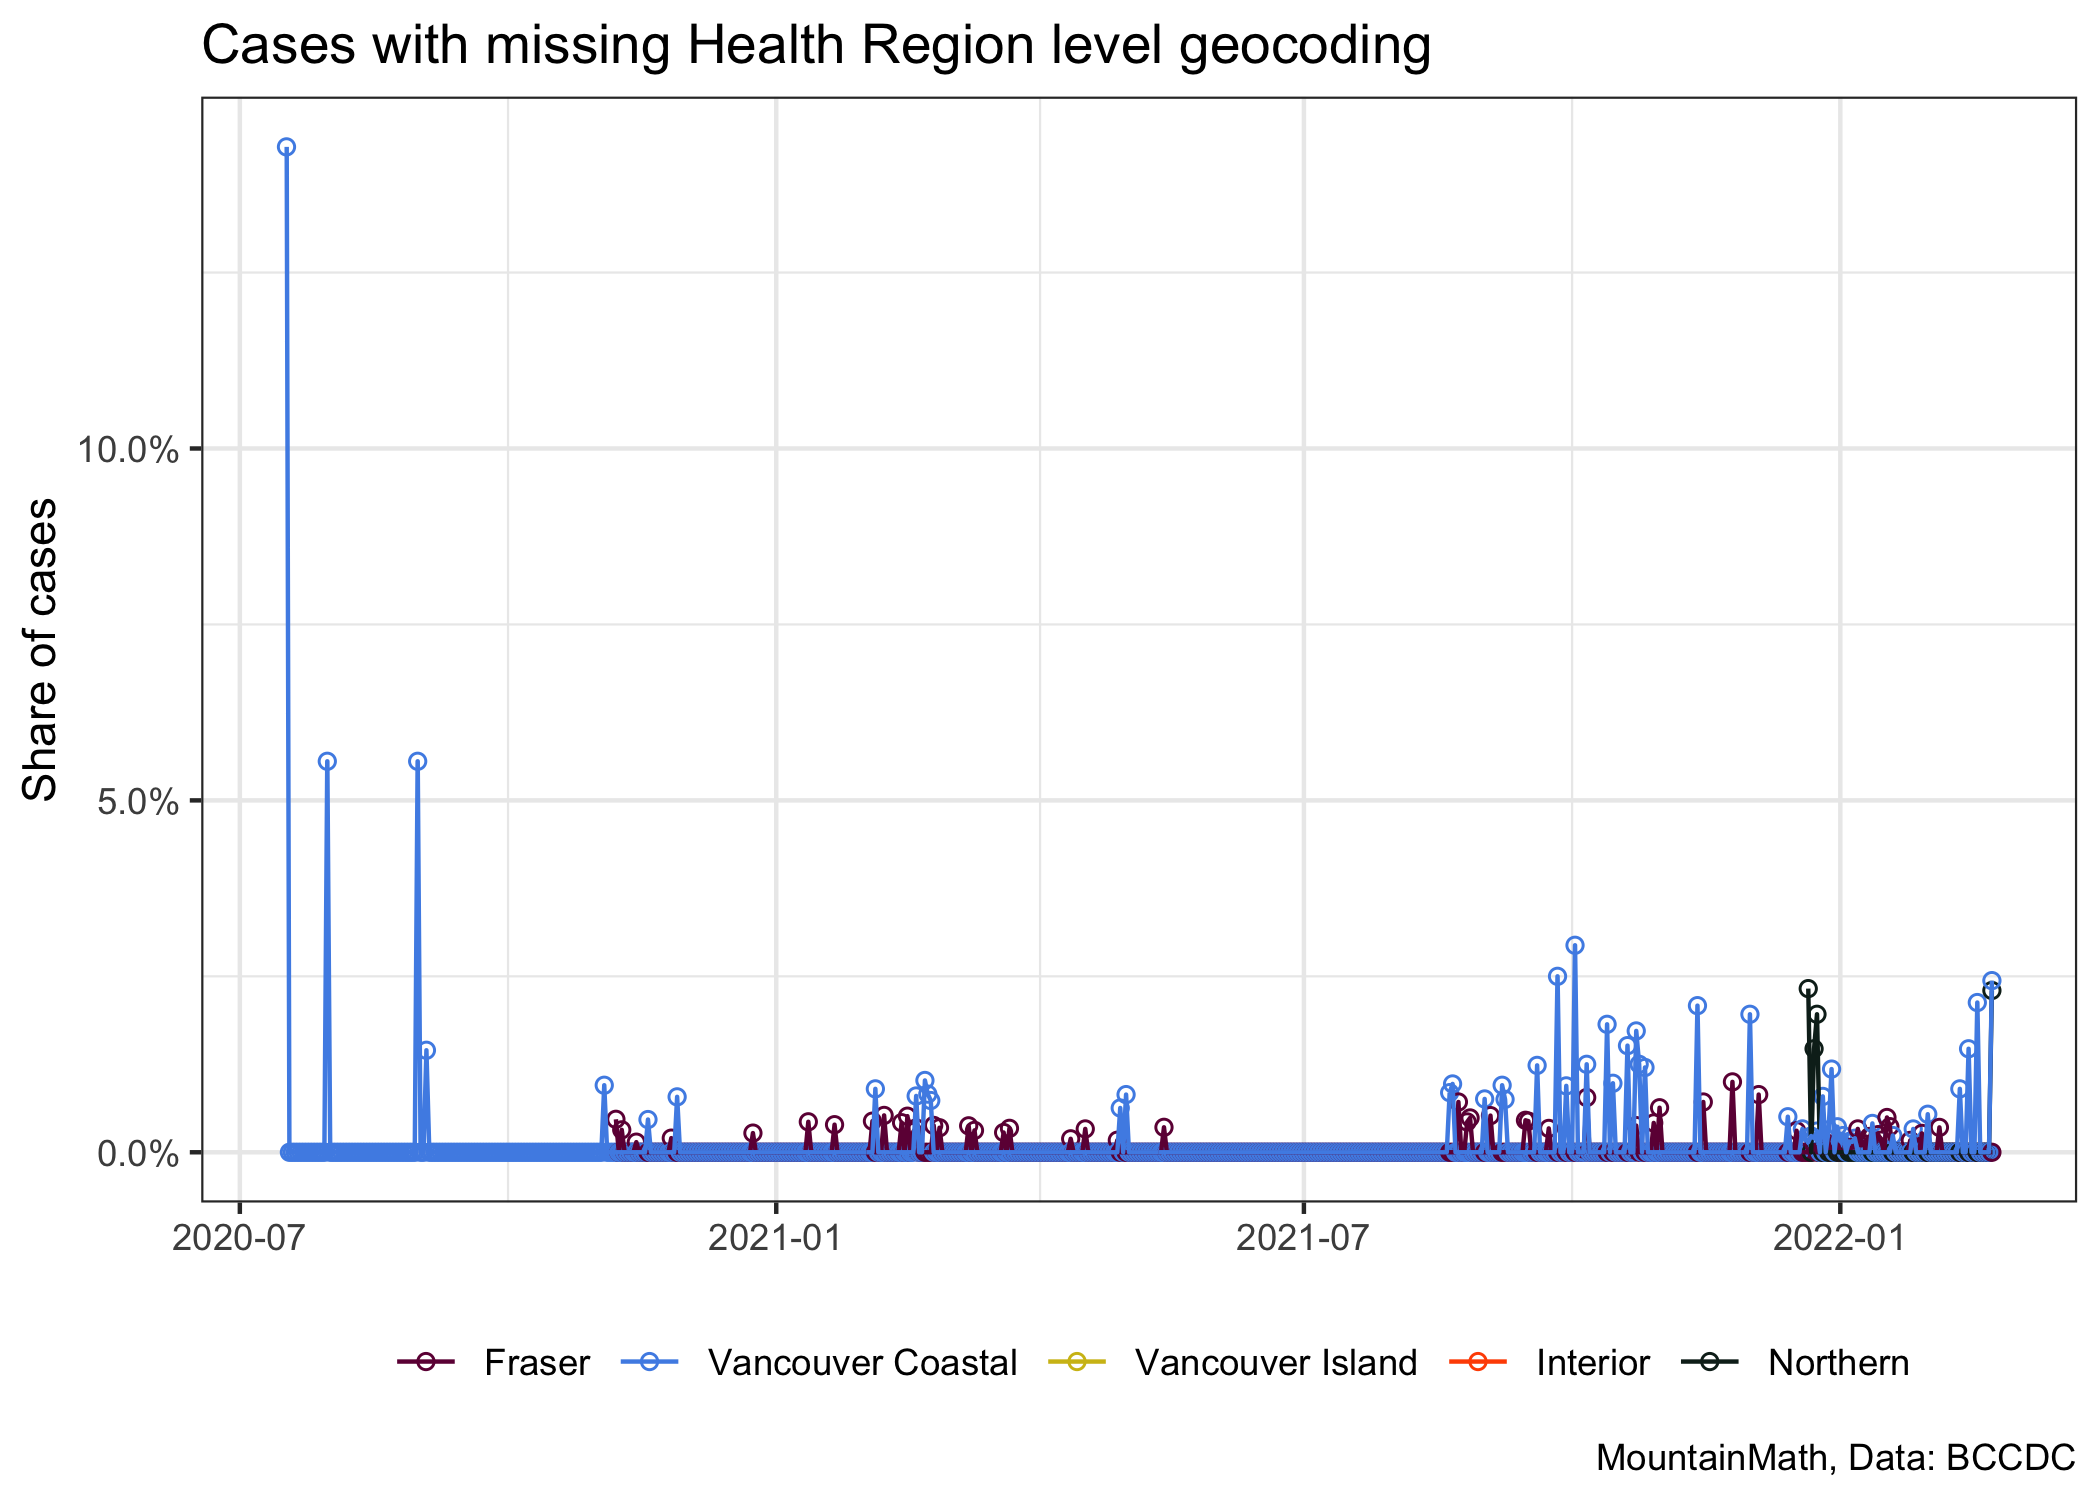 Cases with missing Health Region level geocoding
Share of cases
10.0%
5.0%
0.0%
2020-07 2021-01 2021-07 2022-01
Fraser Vancouver Coastal Vancouver Island Interior Northern
MountainMath, Data: BCCDC